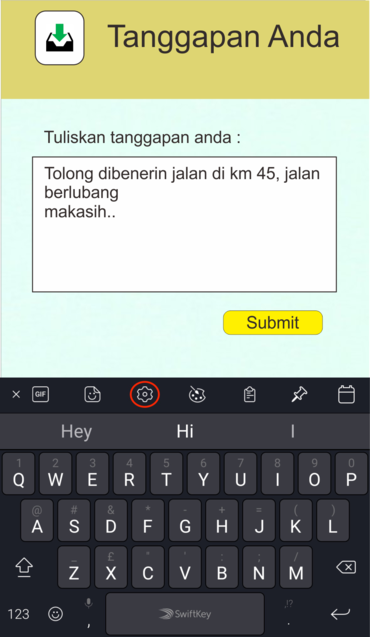 Tanggapan Anda
Tuliskan tanggapan anda :
Tolong dibenerin jalan di km 45, jalan
berlubang
makasih..
Submit
× GIF
Hey Hi I
1 2 3 4 5 6 7 8 9 0
Q W E R T Y U I O P
@ # & * - + = ( )
A S D F G H J K L
_ £ " ' : ; /
Z X C V B N M
123 , SwiftKey !? .